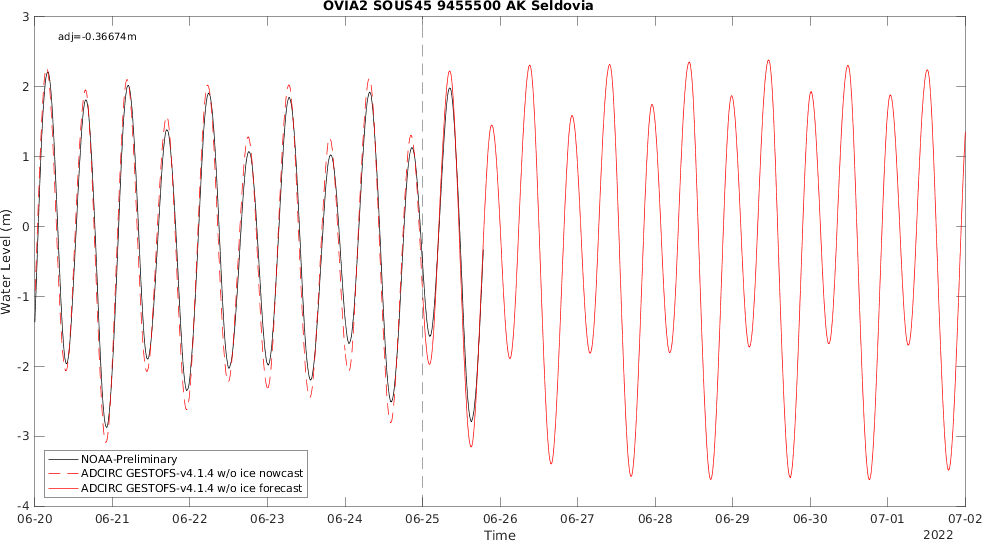 OVIA2 SOUS45 9455500 AK Seldovia
adj=-0.36674m
Water Level (m)
3
2
1
0
-1
-2
-3
-4
NOAA-Preliminary
ADCIRC GESTOFS-v4.1.4 w/o ice nowcast
ADCIRC GESTOFS-v4.1.4 w/o ice forecast
06-20 06-21 06-22 06-23 06-24 06-25 06-26 06-27 06-28 06-29 06-30 07-01 07-02
Time
2022